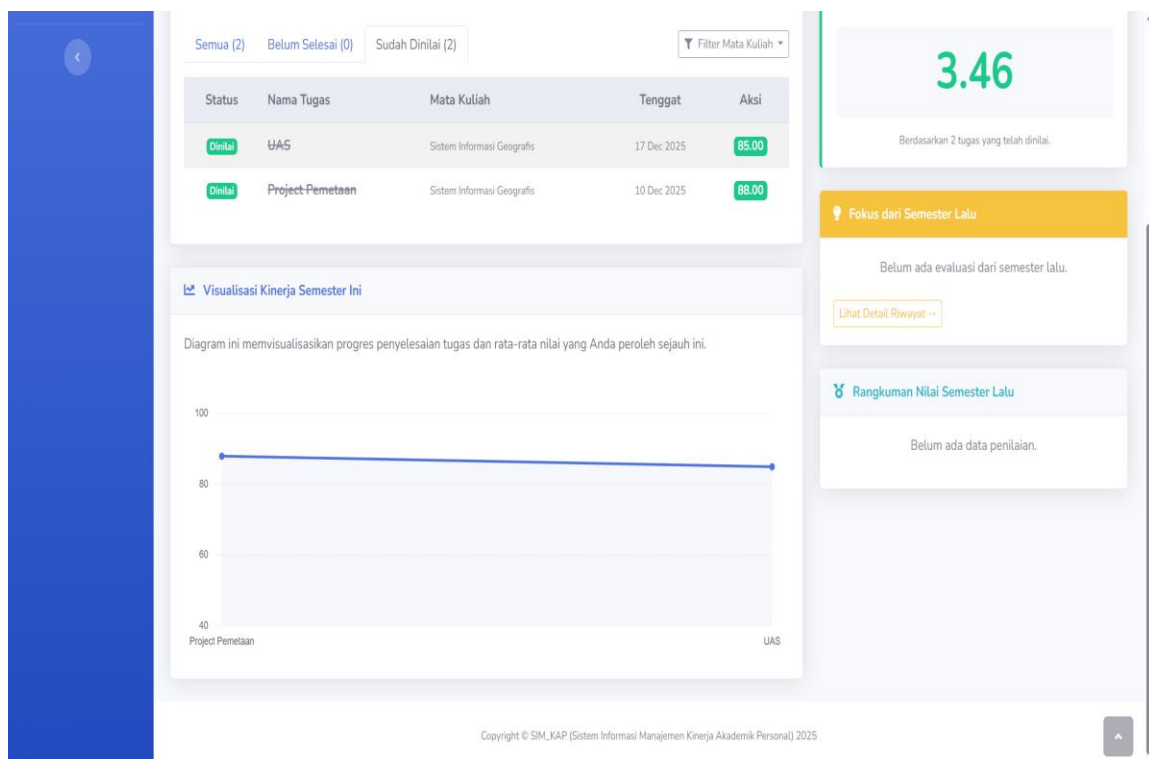 Semua (2) Belum Selesai (0) Sudah Dinilai (2) Filter Mata Kuliah
Status Nama Tugas Mata Kuliah Tenggat Aksi
Dinilai UAS Sistem Informasi Geografis 17 Dec 2025 85.00
Dinilai Project Pemetaan Sistem Informasi Geografis 10 Dec 2025 88.00
Visualisasi Kinerja Semester Ini
Diagram ini memvisualisasikan progres penyelesaian tugas dan rata-rata nilai yang Anda peroleh sejauh ini.
100
80
60
40
Project Pemetaan UAS
3.46
Berdasarkan 2 tugas yang telah dinilai.
Fokus dari Semester Lalu
Belum ada evaluasi dari semester lalu.
Lihat Detail Riwayat →
Rangkuman Nilai Semester Lalu
Belum ada data penilaian.
Copyright © SIM_KAP (Sistem Informasi Manajemen Kinerja Akademik Personal) 2025